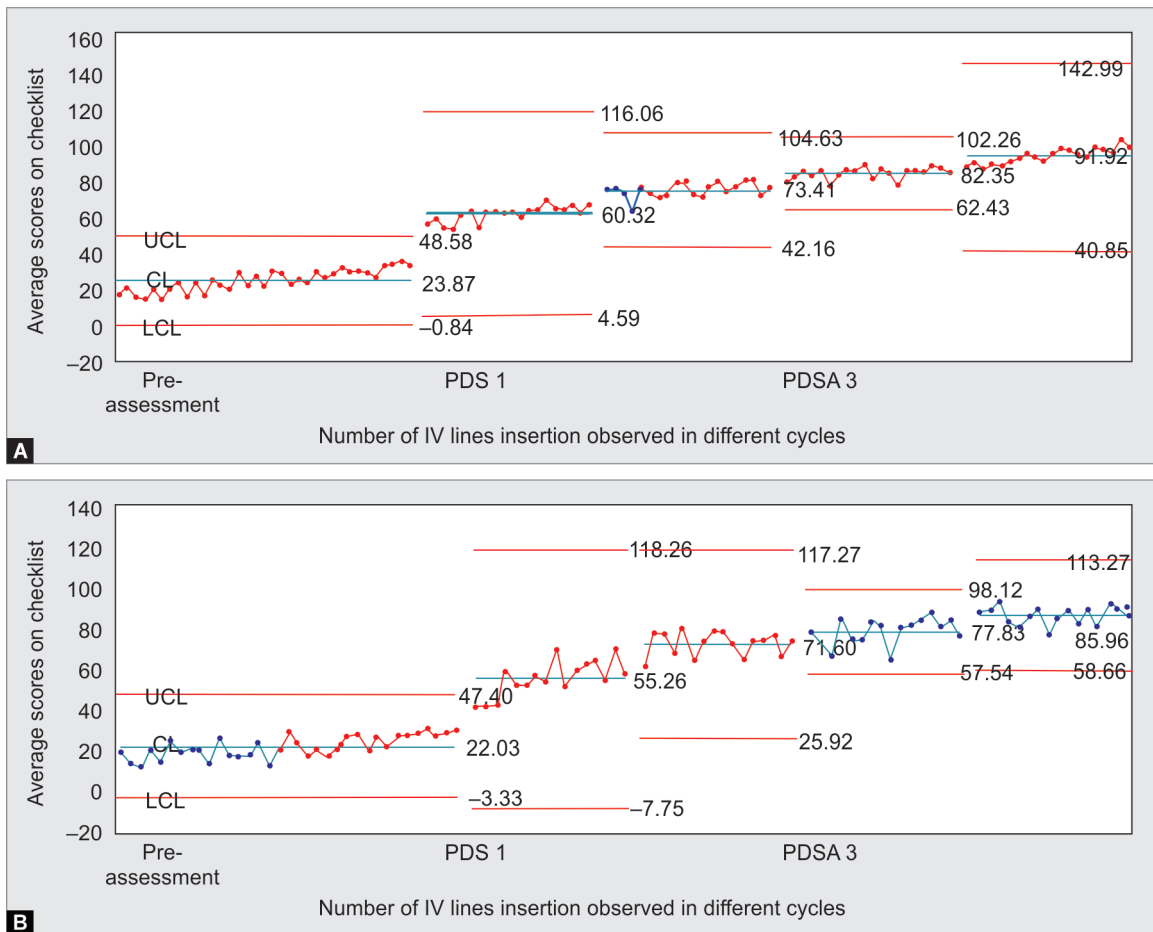 160
140
120
100
80
60
40
20
0
–20
Average scores on checklist
UCL
CL
LCL
48.58
23.87
–0.84
116.06
60.32
4.59
104.63
73.41
42.16
102.26
82.35
62.43
142.99
91.92
40.85
Pre-
assessment
PDS 1
PDSA 3
Number of IV lines insertion observed in different cycles
A
140
120
100
80
60
40
20
0
–20
Average scores on checklist
UCL
CL
LCL
47.40
22.03
–3.33
118.26
55.26
–7.75
117.27
71.60
25.92
98.12
77.83
57.54
113.27
85.96
58.66
Pre-
assessment
PDS 1
PDSA 3
Number of IV lines insertion observed in different cycles
B